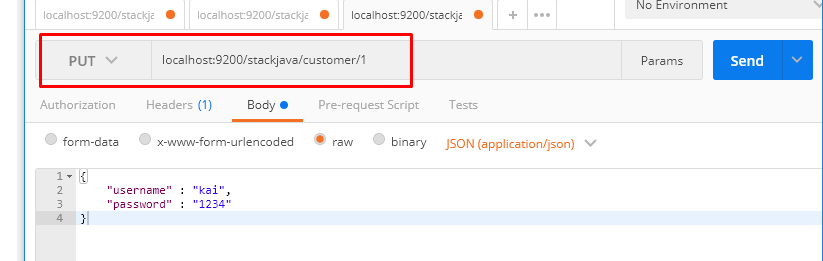 localhost:9200/stackja localhost:9200/stackja localhost:9200/stackja + ••• No Environment
PUT localhost:9200/stackjava/customer/1 Params Send
Authorization Headers (1) Body Pre-request Script Tests
form-data x-www-form-urlencoded raw binary JSON (application/json)
1 {
2 "username" : "kai",
3 "password" : "1234"
4 }